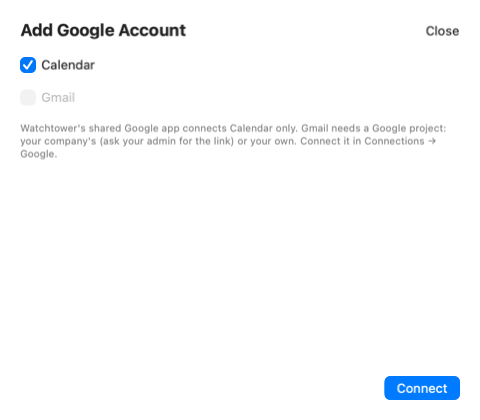 Add Google Account
Close
Calendar
Gmail
Watchtower's shared Google app connects Calendar only. Gmail needs a Google project:
your company's (ask your admin for the link) or your own. Connect it in Connections →
Google.
Connect